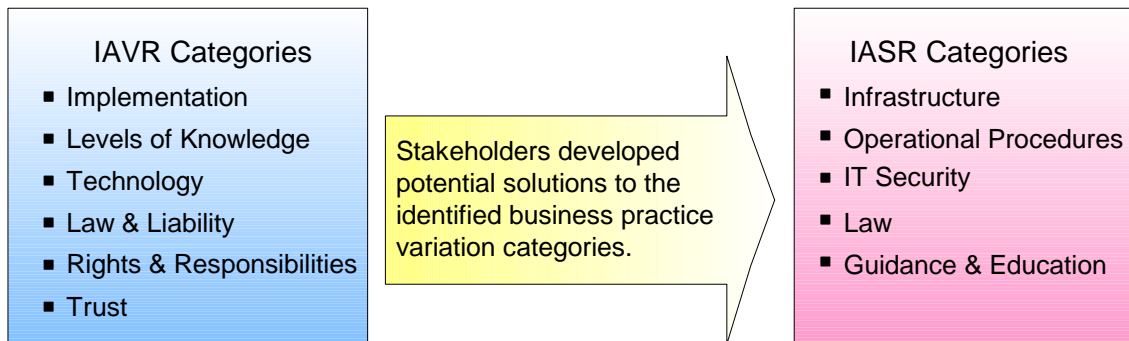 IAVR Categories
▪ Implementation
▪ Levels of Knowledge
▪ Technology
▪ Law & Liability
▪ Rights & Responsibilities
▪ Trust
Stakeholders developed
potential solutions to the
identified business practice
variation categories.
IASR Categories
▪ Infrastructure
▪ Operational Procedures
▪ IT Security
▪ Law
▪ Guidance & Education